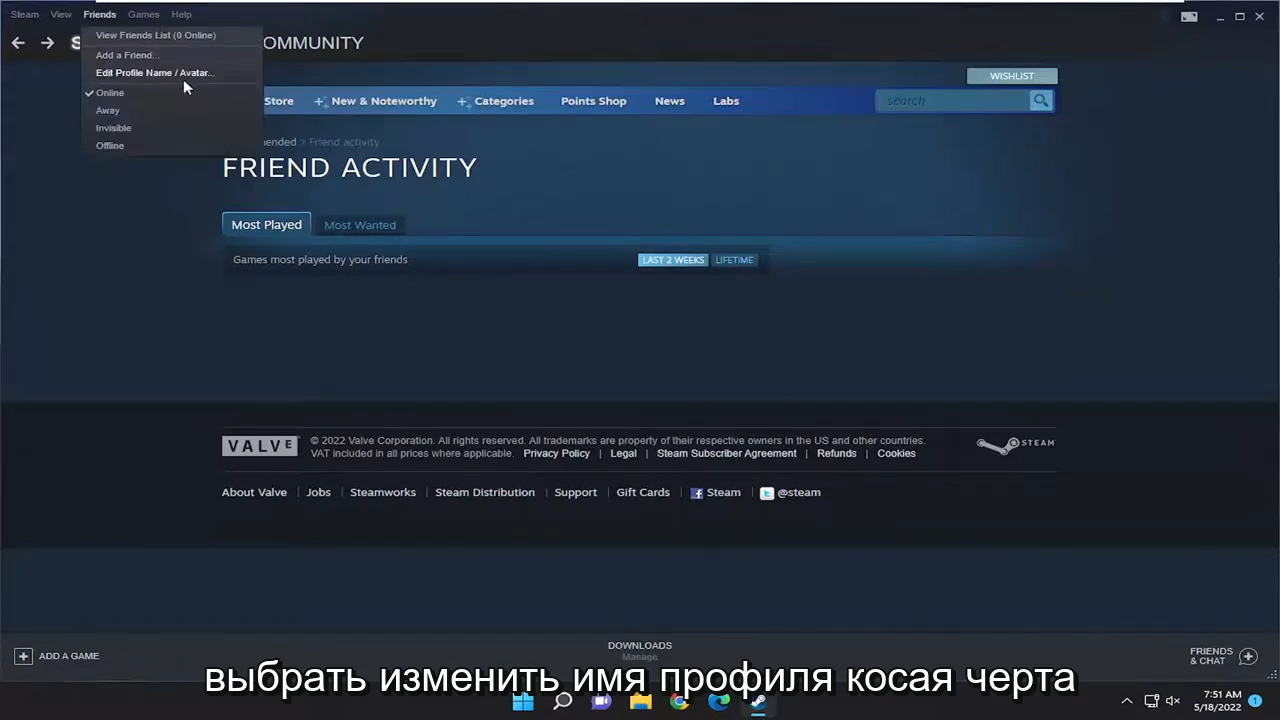 Steam View Friends Games Help
View Friends List (0 Online)
S OMMUNITY
Add a Friend...
Edit Profile Name / Avatar...
WISHLIST
Online
Store New & Noteworthy Categories Points Shop News Labs search
Away
Invisible
Offline
ended > Friend activity
FRIEND ACTIVITY
Most Played Most Wanted
Games most played by your friends LAST 2 WEEKS LIFETIME
VALVE © 2022 Valve Corporation. All rights reserved. All trademarks are property of their respective owners in the US and other countries. STEAM
VAT included in all prices where applicable. Privacy Policy | Legal | Steam Subscriber Agreement | Refunds | Cookies
About Valve | Jobs | Steamworks | Steam Distribution | Support | Gift Cards | Steam | @steam
DOWNLOADS
Manage
ADD A GAME
FRIENDS
& CHAT
выбрать изменить имя профиля косая черта
7:51 AM
5/18/2022
1